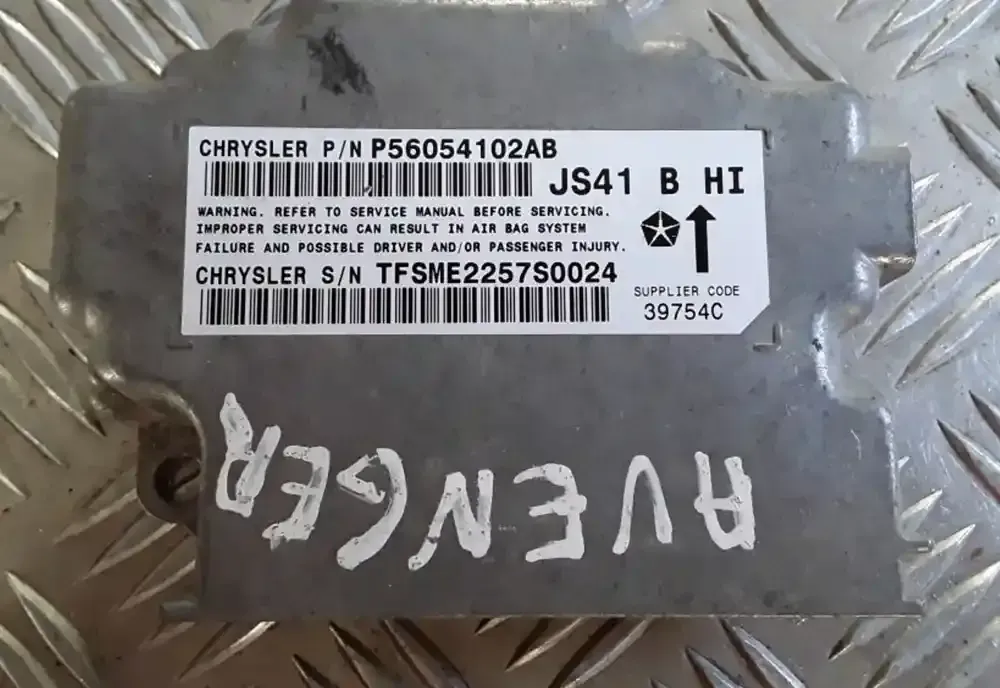 CHRYSLER P/N P56054102AB
JS41 B HI
WARNING. REFER TO SERVICE MANUAL BEFORE SERVICING.
IMPROPER SERVICING CAN RESULT IN AIR BAG SYSTEM
FAILURE AND POSSIBLE DRIVER AND/OR PASSENGER INJURY.
CHRYSLER S/N TFSME2257S0024
SUPPLIER CODE
39754C
AVENGER